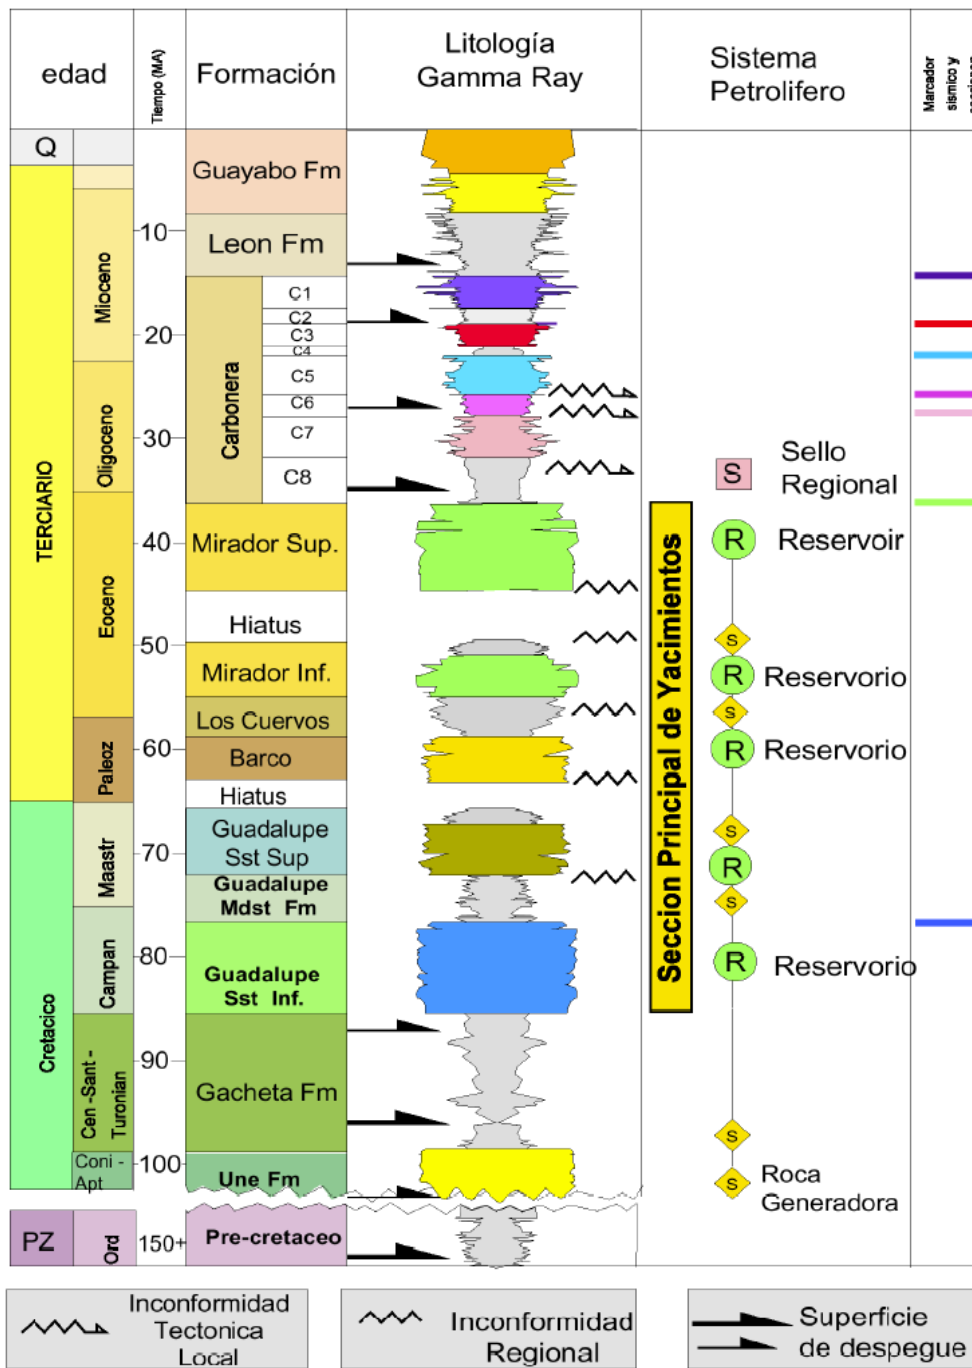 edad
Tiempo (MA)
Formación
Litología
Gamma Ray
Sistema
Petrolifero
Marcador
sismico y
Q
TERCIARIO
Cretacico
PZ
Mioceno
Oligoceno
Eoceno
Paleoz
Maastr
Campan
Cen -Sant -
Turonian
Coni -
Apt
Ord
10
20
30
40
50
60
70
80
90
100
150+
Guayabo Fm
Leon Fm
Carbonera
C1
C2
C3
C4
C5
C6
C7
C8
Mirador Sup.
Hiatus
Mirador Inf.
Los Cuervos
Barco
Hiatus
Guadalupe
Sst Sup
Guadalupe
Mdst Fm
Guadalupe
Sst Inf.
Gacheta Fm
Une Fm
Pre-cretaceo
Seccion Principal de Yacimientos
S Sello
Regional
R Reservoir
S
R Reservorio
S
R Reservorio
S
R
S
R Reservorio
S
S Roca
Generadora
Inconformidad
Tectonica
Local
Inconformidad
Regional
Superficie
de despegue